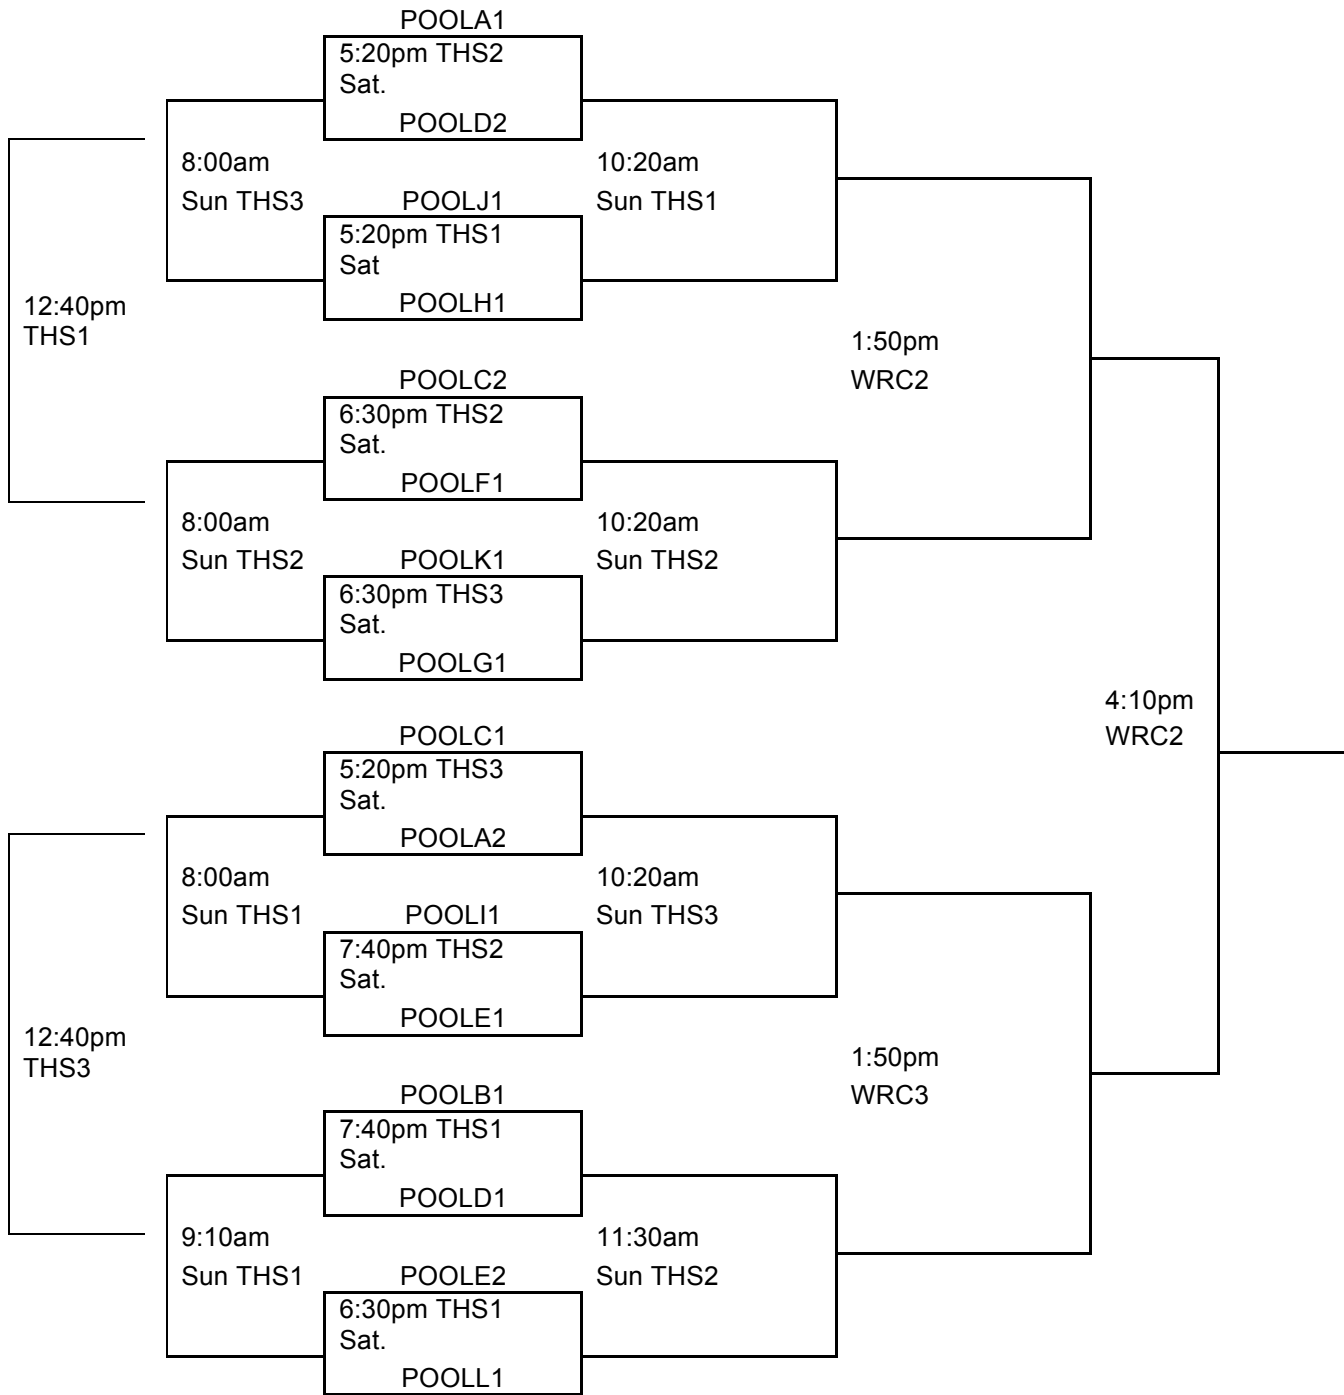 POOLA1
5:20pm THS2
Sat.
POOLD2
8:00am
Sun THS3
10:20am
Sun THS1
POOLJ1
5:20pm THS1
Sat
POOLH1
12:40pm
THS1
1:50pm
WRC2
POOLC2
6:30pm THS2
Sat.
POOLF1
8:00am
Sun THS2
10:20am
Sun THS2
POOLK1
6:30pm THS3
Sat.
POOLG1
4:10pm
WRC2
POOLC1
5:20pm THS3
Sat.
POOLA2
8:00am
Sun THS1
10:20am
Sun THS3
POOLI1
7:40pm THS2
Sat.
POOLE1
12:40pm
THS3
1:50pm
WRC3
POOLB1
7:40pm THS1
Sat.
POOLD1
9:10am
Sun THS1
11:30am
Sun THS2
POOLE2
6:30pm THS1
Sat.
POOLL1